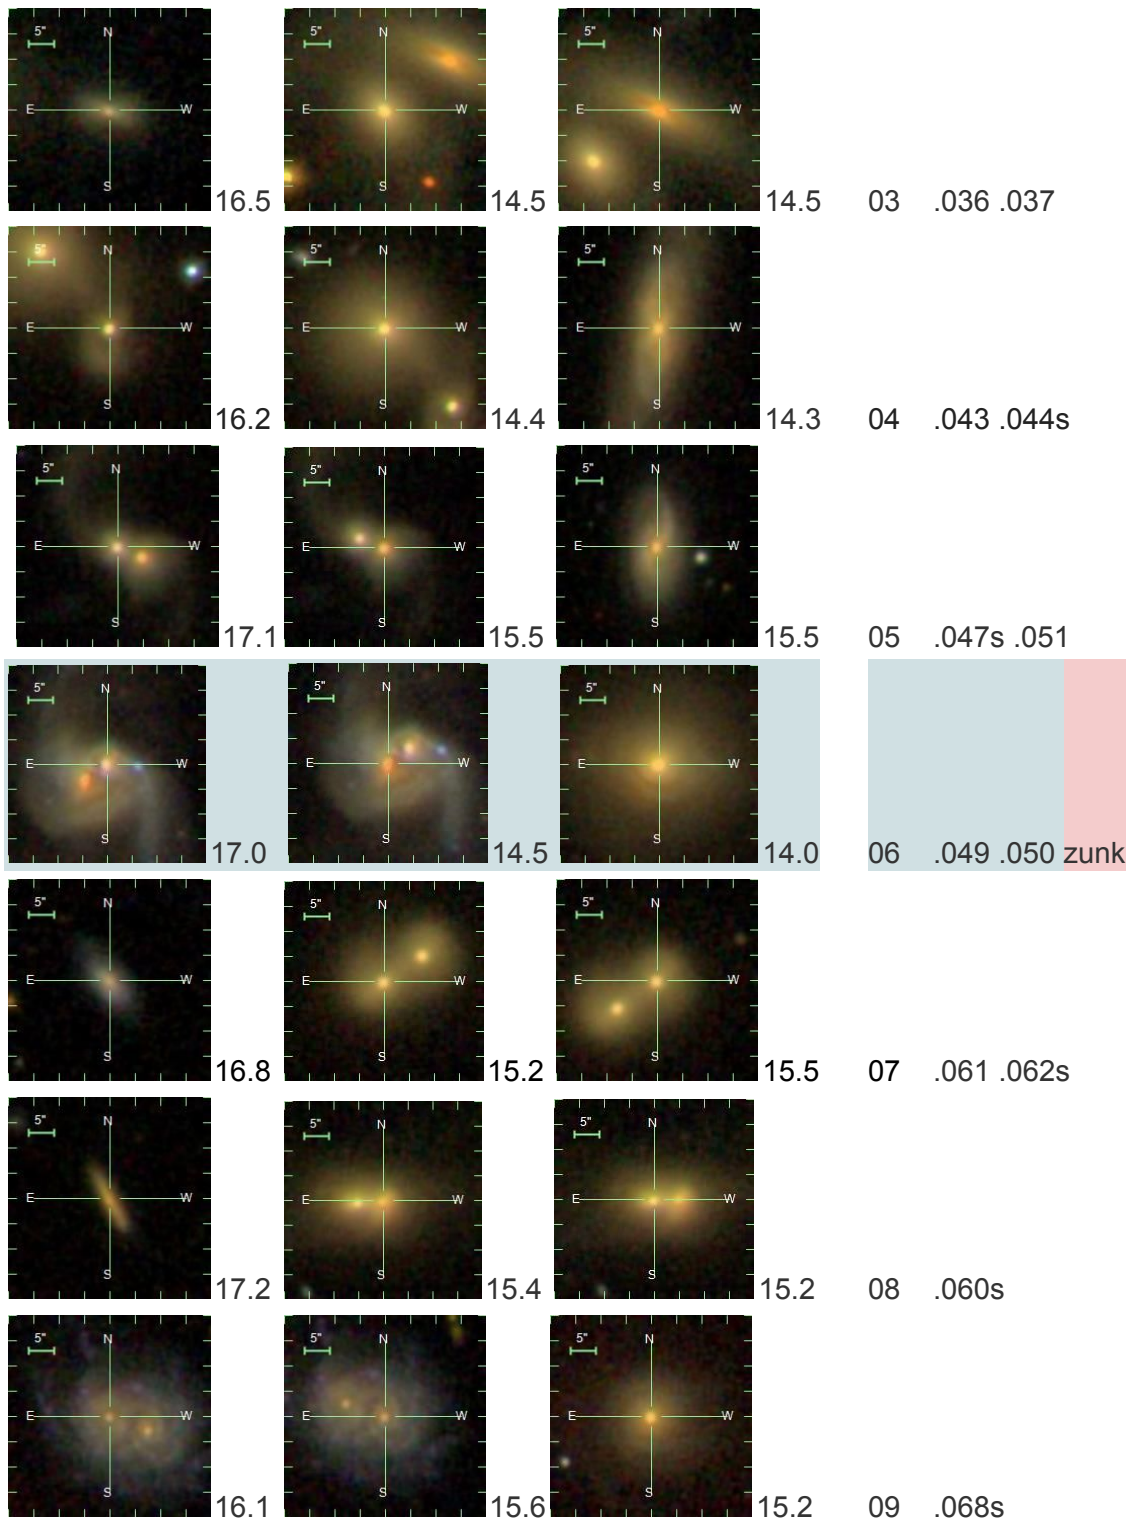 5" N E W S 16.5 5" N E W S 14.5 5" N E W S 14.5 03 .036 .037
5" N E W S 16.2 5" N E W S 14.4 5" N E W S 14.3 04 .043 .044s
5" N E W S 17.1 5" N E W S 15.5 5" N E W S 15.5 05 .047s .051
5" N E W S 17.0 5" N E W S 14.5 5" N E W S 14.0 06 .049 .050 zunk
5" N E W S 16.8 5" N E W S 15.2 5" N E W S 15.5 07 .061 .062s
5" N E W S 17.2 5" N E W S 15.4 5" N E W S 15.2 08 .060s
5" N E W S 16.1 5" N E W S 15.6 5" N E W S 15.2 09 .068s